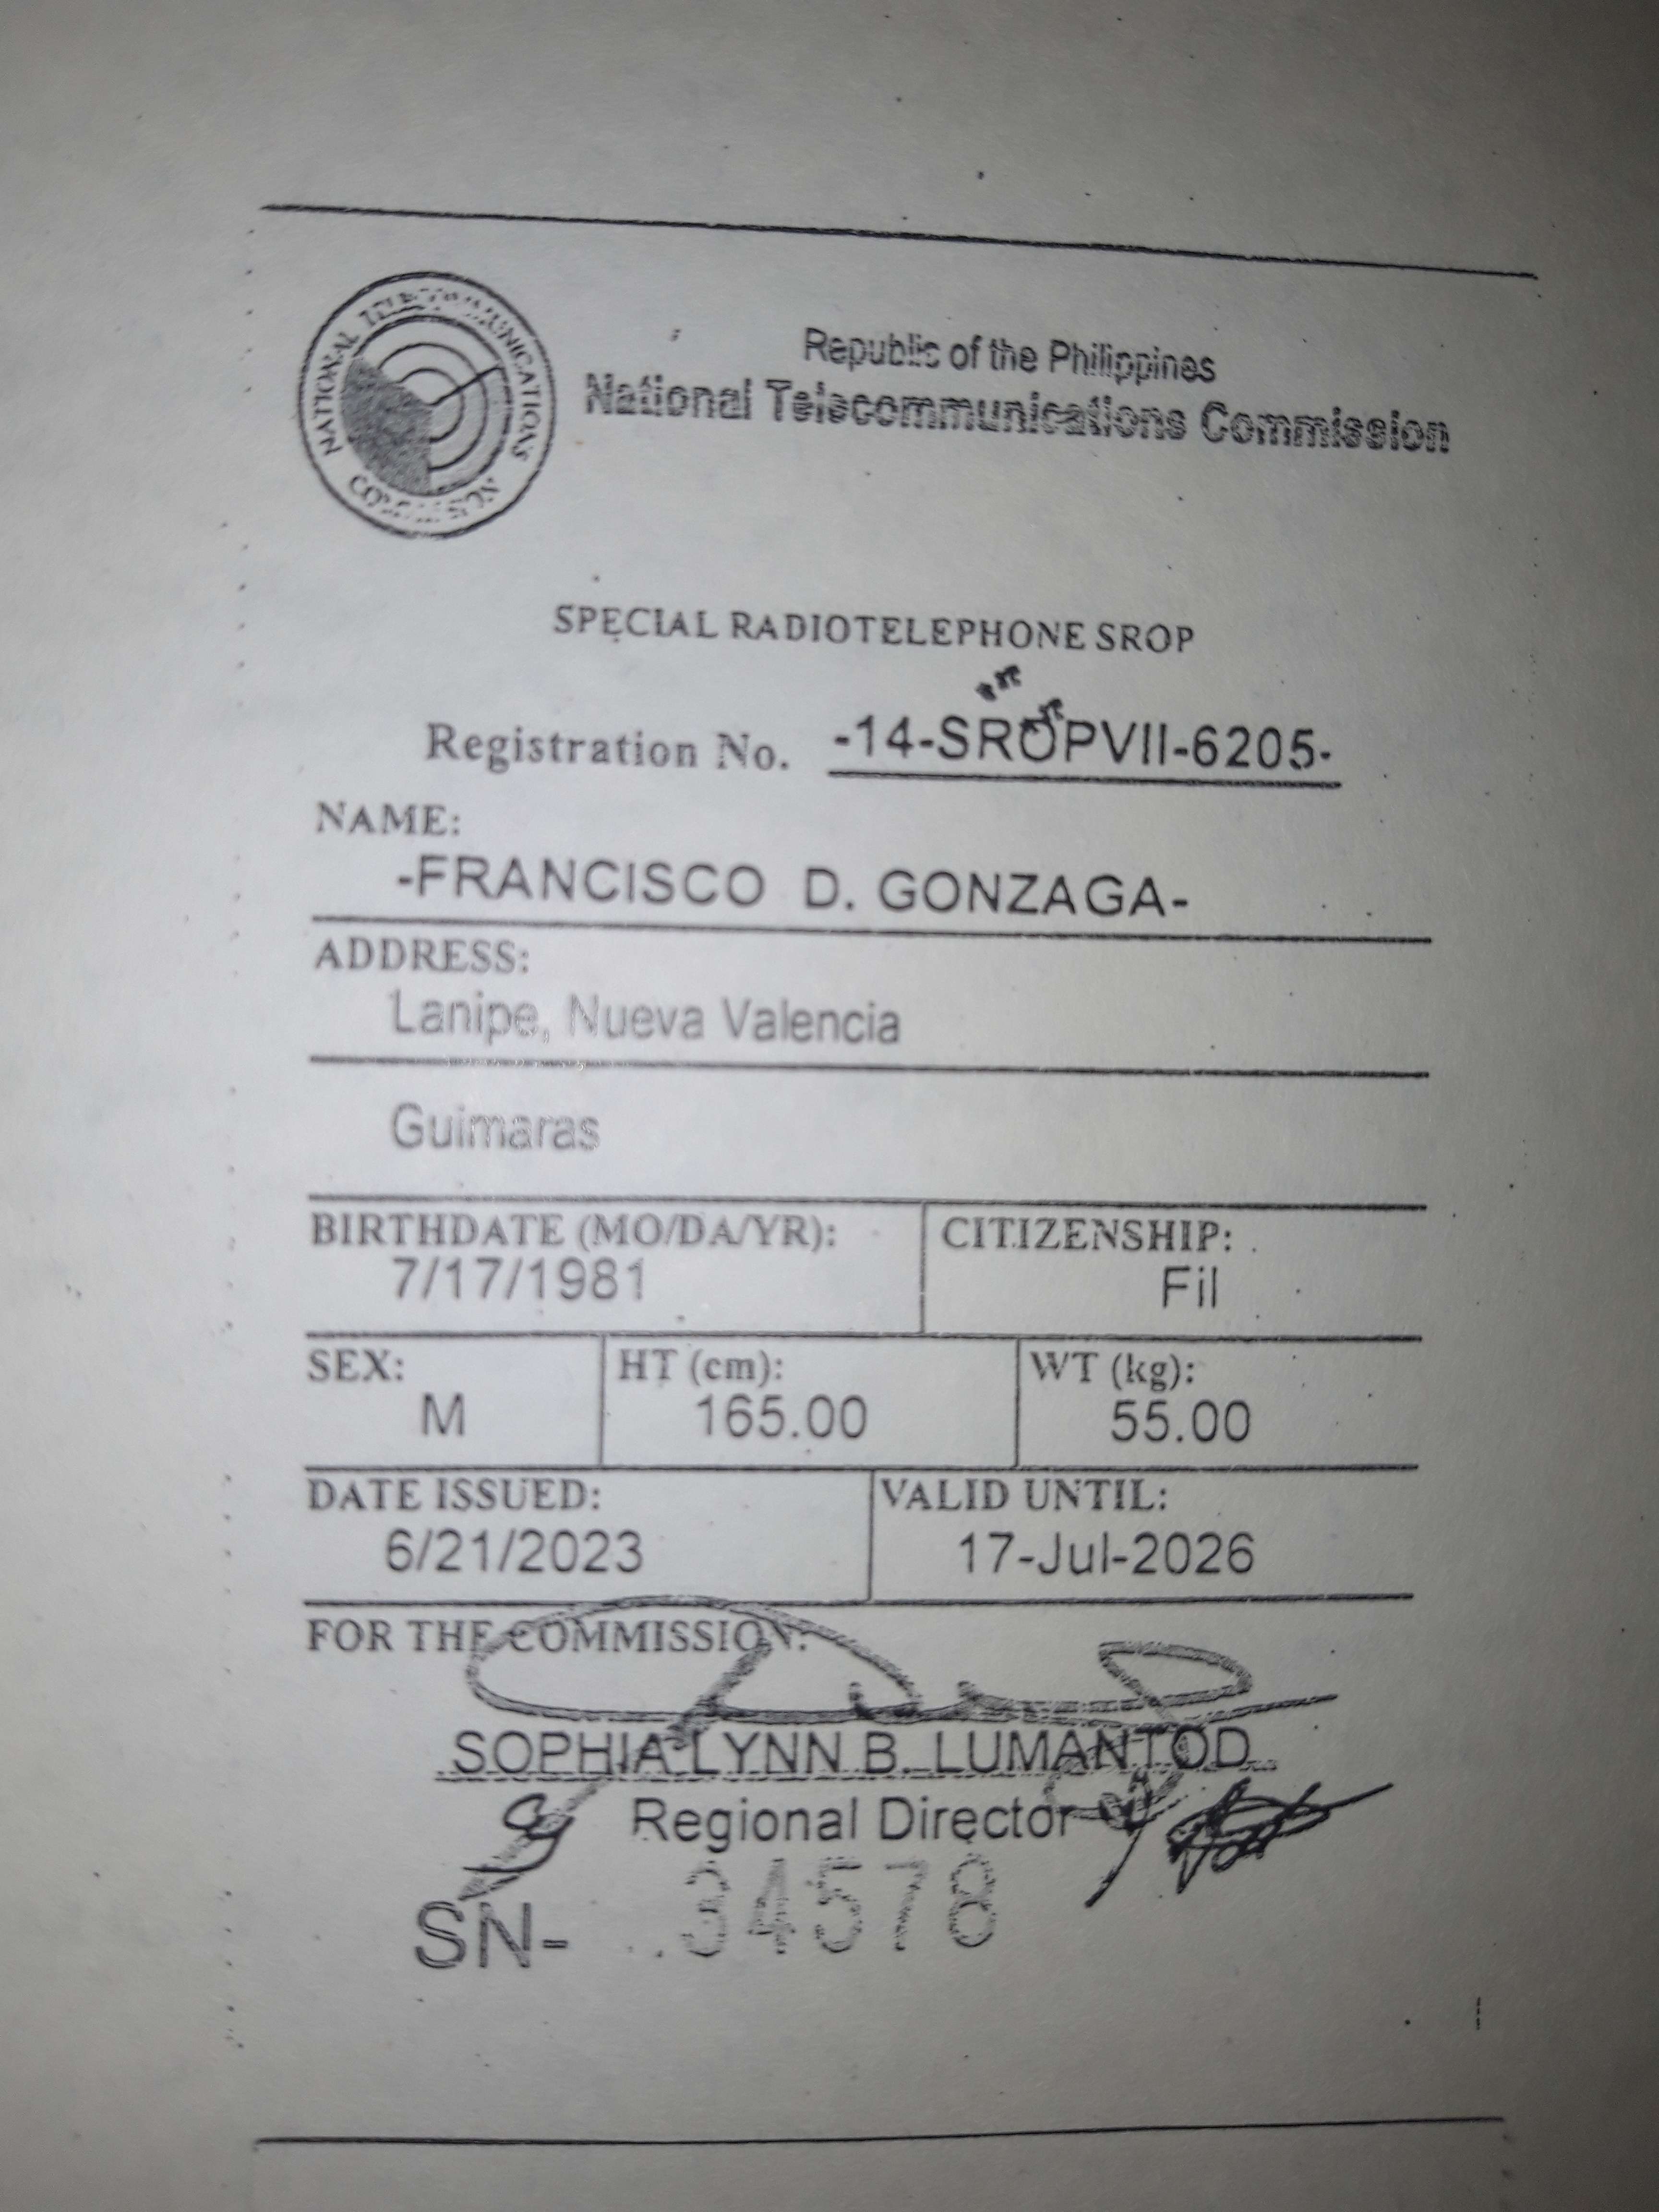 NATIONAL TELECOMMUNICATIONS COMMISSION
Republic of the Philippines
National Telecommunications Commission
SPECIAL RADIOTELEPHONE SROP
Registration No. -14-SROPVII-6205-
NAME:
-FRANCISCO D. GONZAGA-
ADDRESS:
Lanipe, Nueva Valencia
Guimaras
BIRTHDATE (MO/DA/YR): CITIZENSHIP:
7/17/1981 Fil
SEX: HT (cm): WT (kg):
M 165.00 55.00
DATE ISSUED: VALID UNTIL:
6/21/2023 17-Jul-2026
FOR THE COMMISSION:
SOPHIA LYNN B. LUMANTOD
Regional Director
SN- 34578